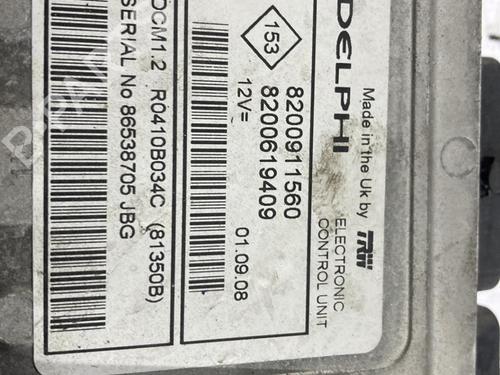 DELPHI
Made in the Uk by TRW
ELECTRONIC
CONTROL UNIT
153
8200911560
8200619409
12V=
01.09.08
DCM1.2 R0410B034C (81350B)
SERIAL No 86538705 JBG